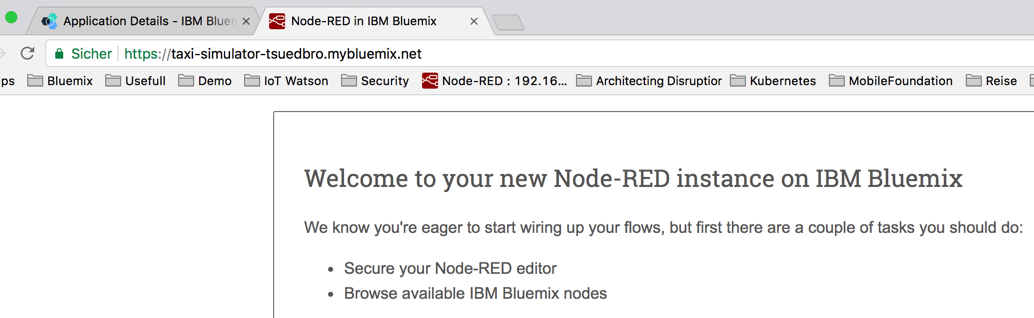 Application Details - IBM Bluem
Node-RED in IBM Bluemix
Sicher https://taxi-simulator-tsuedbro.mybluemix.net
ps Bluemix Usefull Demo IoT Watson Security Node-RED : 192.16... Architecting Disruption Kubernetes MobileFoundation Reise
Welcome to your new Node-RED instance on IBM Bluemix
We know you're eager to start wiring up your flows, but first there are a couple of tasks you should do:
• Secure your Node-RED editor
• Browse available IBM Bluemix nodes